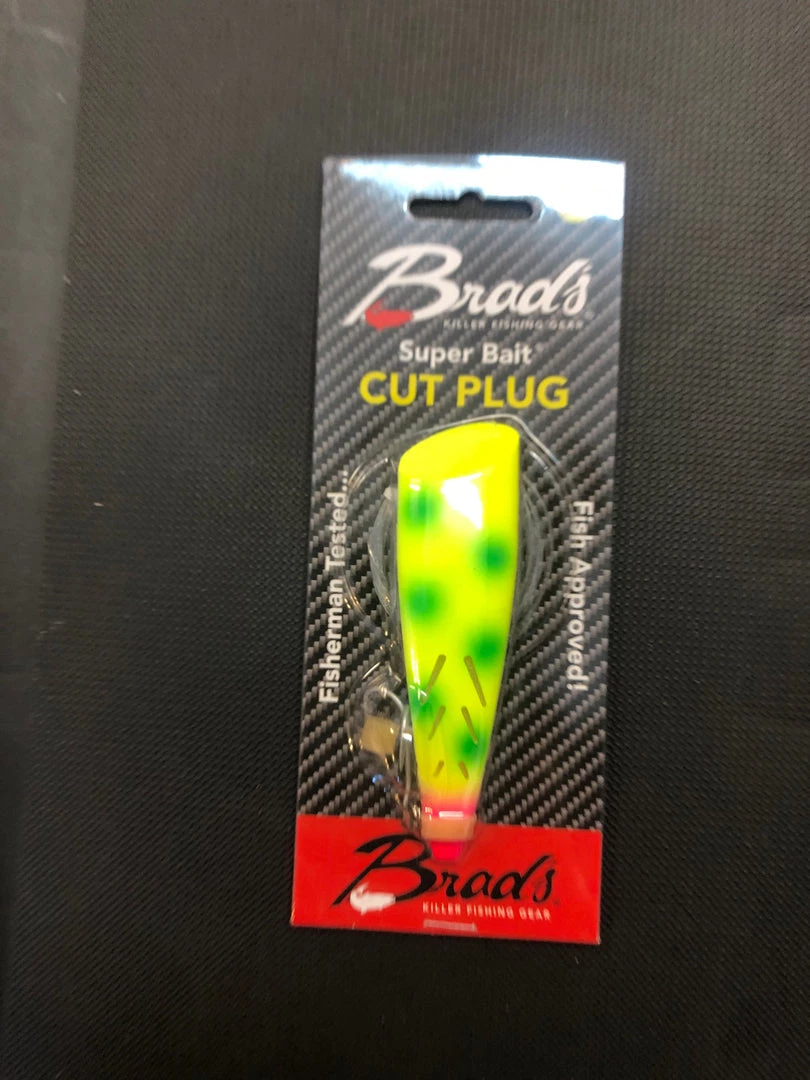 Brad's
KILLER FISHING GEAR
Super Bait
CUT PLUG
Fisherman Tested...
Fish Approved!
Brad's
KILLER FISHING GEAR